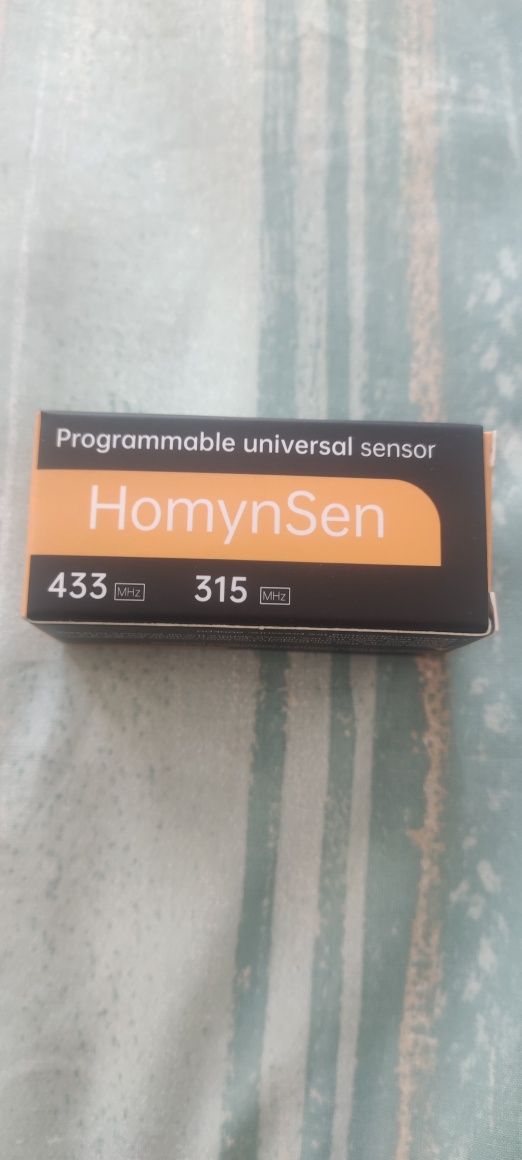 Programmable universal sensor
HomynSen
433 MHz 315 MHz